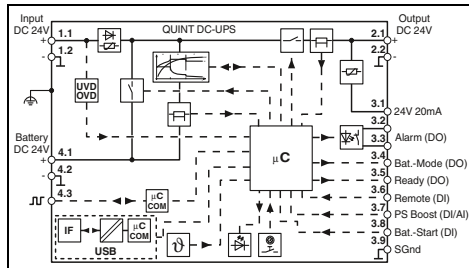 Input
DC 24V
1.1
+
1.2
-
QUINT DC-UPS
2.1
+
2.2
-
Output
DC 24V
UVD
OVD
3.1
24V 20mA
3.2
Alarm (DO)
3.3
3.4
Bat.-Mode (DO)
3.5
Ready (DO)
3.6
Remote (DI)
3.7
PS Boost (DI/AI)
3.8
Bat.-Start (DI)
3.9
SGnd
Battery
DC 24V
4.1
+
4.2
-
4.3
µC
µC
COM
IF
µC
COM
USB
ϑ